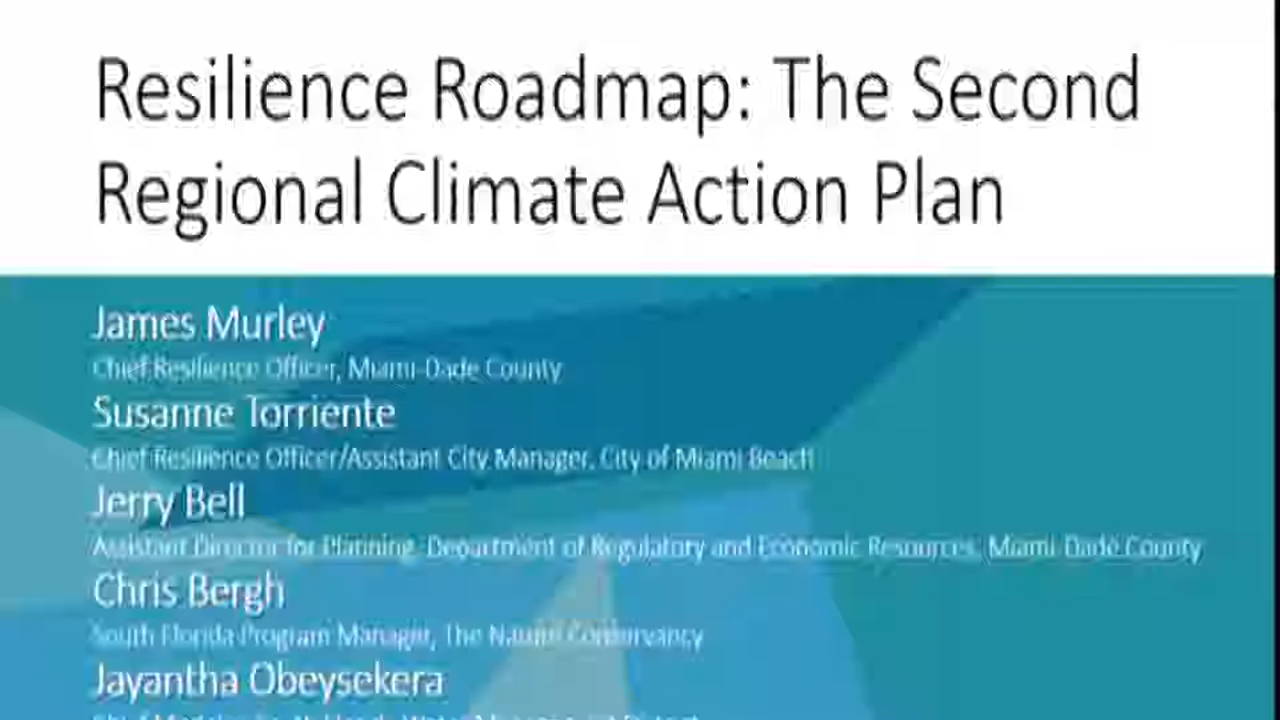 Resilience Roadmap: The Second
Regional Climate Action Plan
James Murley
Chief Resilience Officer, Miami-Dade County
Susanne Torriente
Chief Resilience Officer/Assistant City Manager, City of Miami Beach
Jerry Bell
Assistant Director for Planning, Department of Regulatory and Economic Resources, Miami-Dade County
Chris Bergh
South Florida Program Manager, The Nature Conservancy
Jayantha Obeysekera